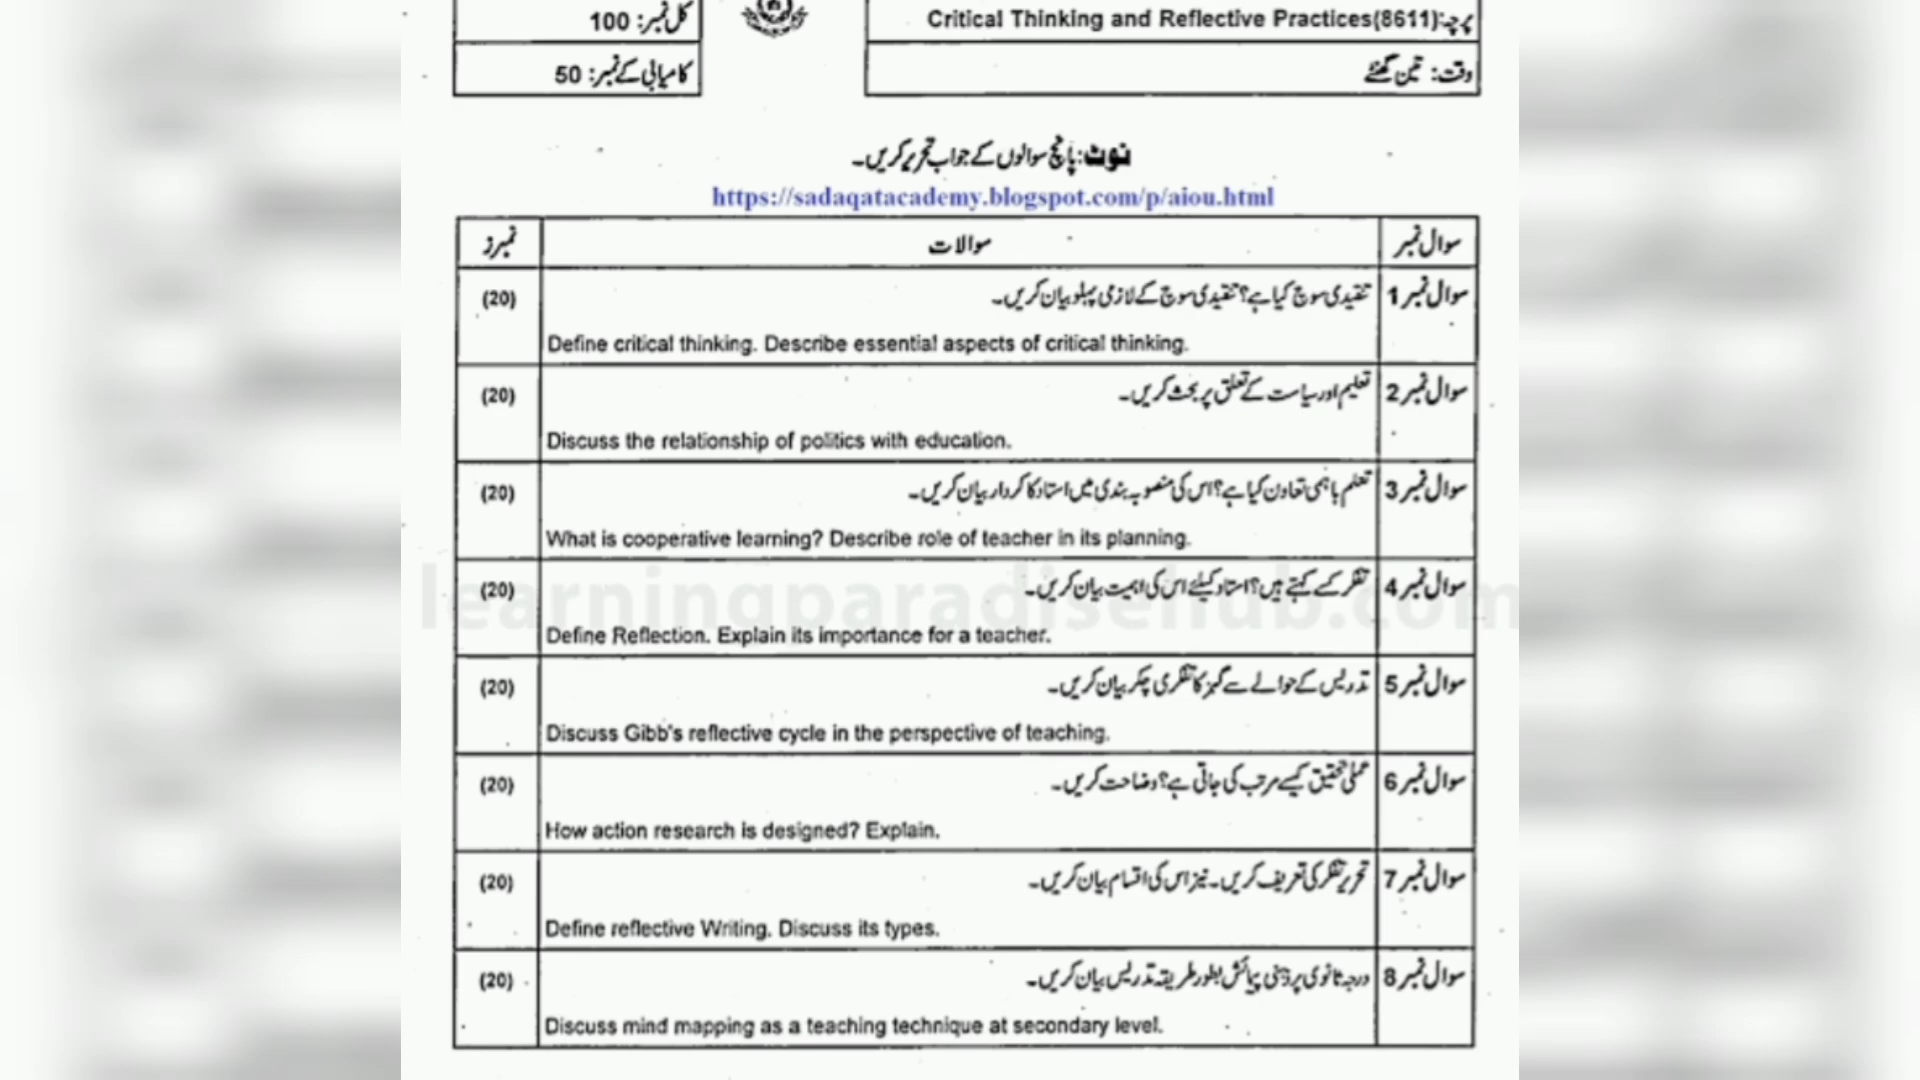 پرچہ: Critical Thinking and Reflective Practices(8611)
کل نمبر: 100
وقت: تین گھنٹے
کامیابی کے نمبر: 50
نوٹ: پانچ سوالوں کے جواب تحریر کریں۔
https://sadaqatacademy.blogspot.com/p/aiou.html
سوال نمبر سوالات نمبرز
سوال نمبر 1 تنقیدی سوچ کیا ہے؟ تنقیدی سوچ کے لازمی پہلو بیان کریں۔ (20)
Define critical thinking. Describe essential aspects of critical thinking.
سوال نمبر 2 تعلیم اور سیاست کے تعلق پر بحث کریں۔ (20)
Discuss the relationship of politics with education.
سوال نمبر 3 تعلم باہمی تعاون کیا ہے؟ اس کی منصوبہ بندی میں استاد کا کردار بیان کریں۔ (20)
What is cooperative learning? Describe role of teacher in its planning.
سوال نمبر 4 تفکر کسے کہتے ہیں؟ استاد کیلئے اس کی اہمیت بیان کریں۔ (20)
learningparadisehub.com
Define Reflection. Explain its importance for a teacher.
سوال نمبر 5 تدریس کے حوالے سے گبز کا تفکری چکر بیان کریں۔ (20)
Discuss Gibb's reflective cycle in the perspective of teaching.
سوال نمبر 6 عملی تحقیق کیسے مرتب کی جاتی ہے؟ وضاحت کریں۔ (20)
How action research is designed? Explain.
سوال نمبر 7 تحریر تفکر کی تعریف کریں۔ نیز اس کی اقسام بیان کریں۔ (20)
Define reflective Writing. Discuss its types.
سوال نمبر 8 درجہ ثانوی پر ذہنی پیمائش بطور طریقہ تدریس بیان کریں۔ (20)
Discuss mind mapping as a teaching technique at secondary level.